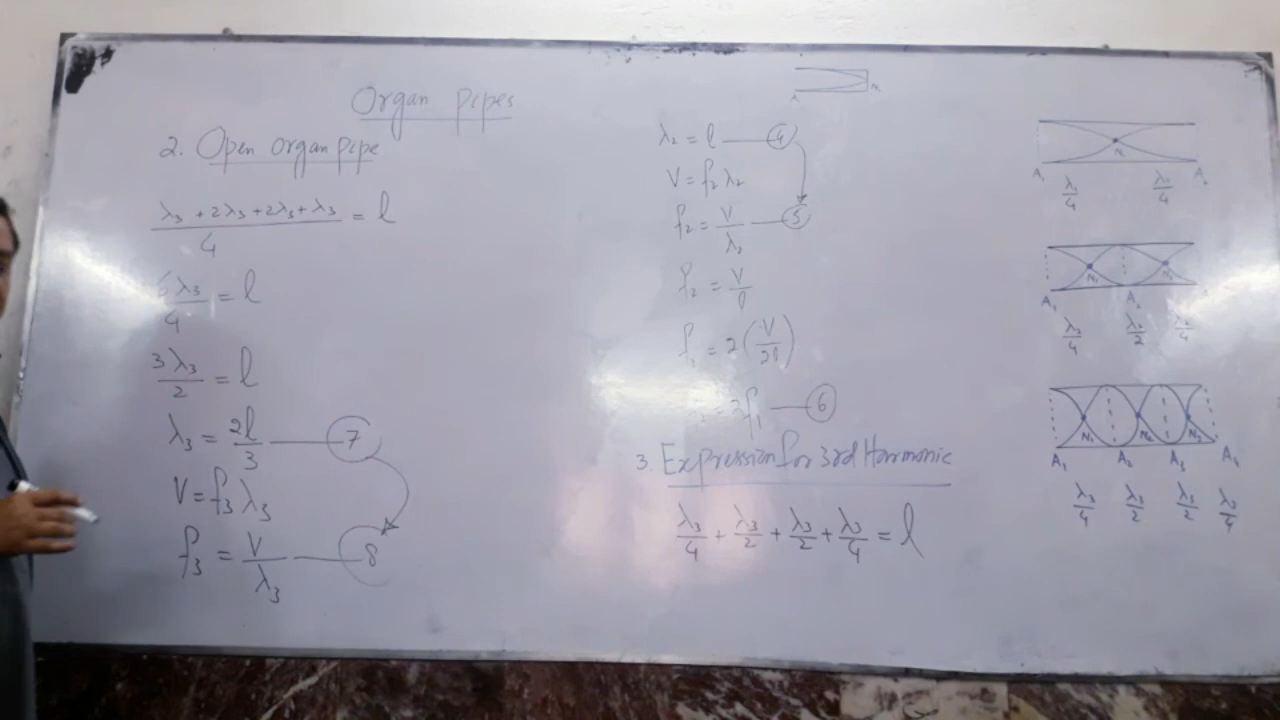 Organ Pipes
2. Open Organ pipe
λ₃ + 2λ₃ + 2λ₃ + λ₃ / 4 = l
6λ₃ / 4 = l
3λ₃ / 2 = l
λ₃ = 2l / 3 — 7
V = f₃ λ₃
f₃ = V / λ₃ — 8
A N
λ₂ = l — 4
V = f₂ λ₂
f₂ = V / λ₂ — 5
f₂ = V / l
= 2 (V / 2l)
= 2f₁ — 6
3. Expression for 3rd Harmonic
λ₃/4 + λ₃/2 + λ₃/2 + λ₃/4 = l
N₁
A₁ A₂
λ₁/4 λ₁/4
N₁ N₂
A₁ A₂
λ₂/4 λ₂/2 λ₂/4
N₁ N₂ N₃
A₁ A₂ A₃ A₄
λ₃/4 λ₃/2 λ₃/2 λ₃/4